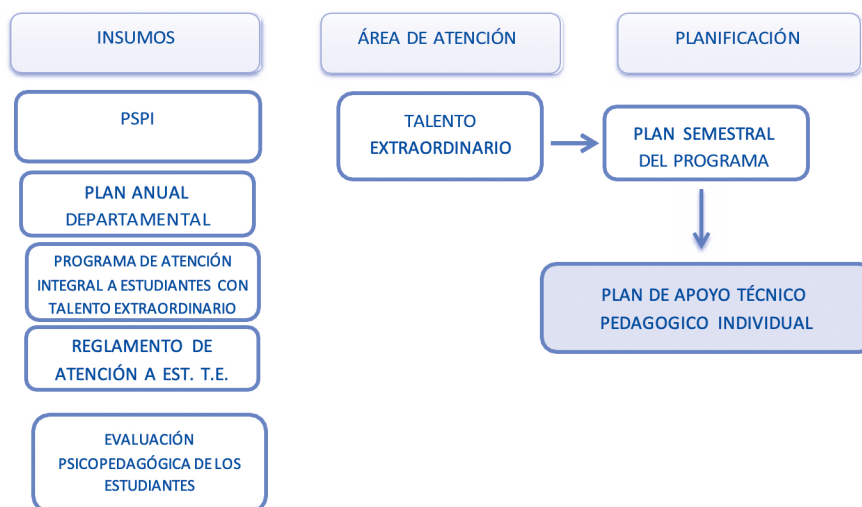 INSUMOS
ÁREA DE ATENCIÓN
PLANIFICACIÓN
PSPI
PLAN ANUAL
DEPARTAMENTAL
PROGRAMA DE ATENCIÓN
INTEGRAL A ESTUDIANTES CON
TALENTO EXTRAORDINARIO
REGLAMENTO DE
ATENCIÓN A EST. T.E.
EVALUACIÓN
PSICOPEDAGÓGICA DE LOS
ESTUDIANTES
TALENTO
EXTRAORDINARIO
PLAN SEMESTRAL
DEL PROGRAMA
PLAN DE APOYO TÉCNICO
PEDAGOGICO INDIVIDUAL